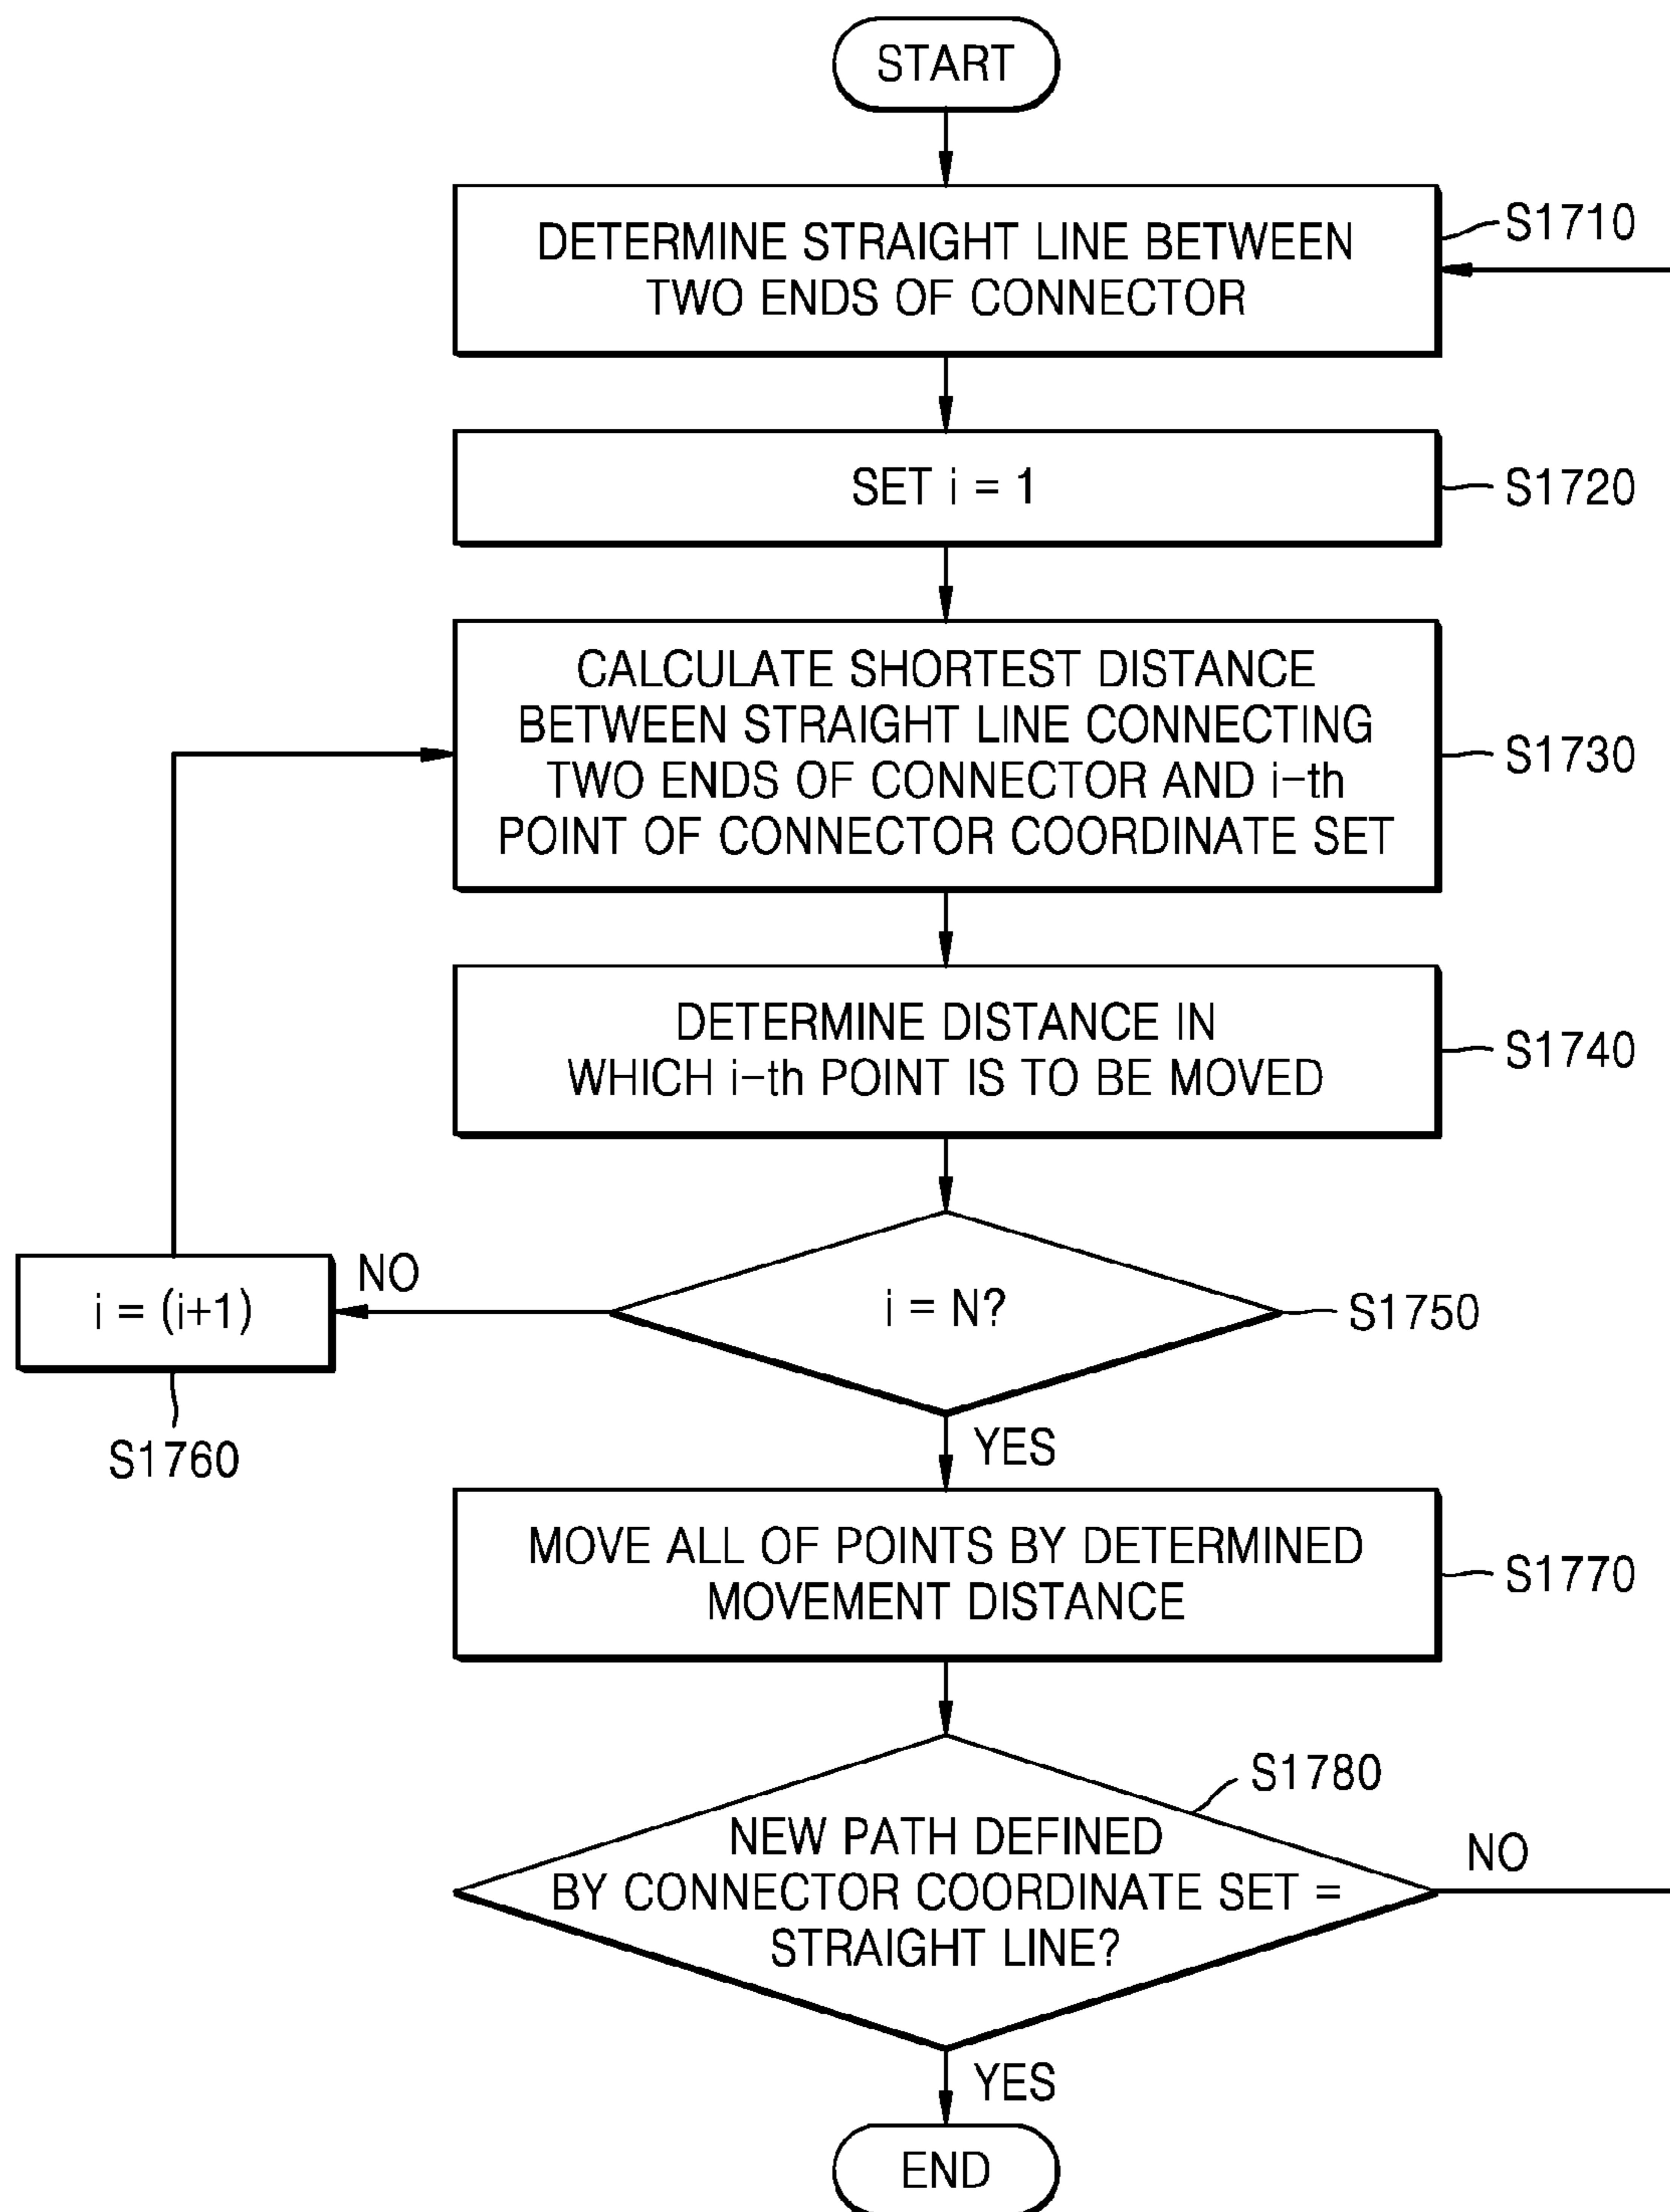 START
DETERMINE STRAIGHT LINE BETWEEN
TWO ENDS OF CONNECTOR
S1710
SET i = 1
S1720
CALCULATE SHORTEST DISTANCE
BETWEEN STRAIGHT LINE CONNECTING
TWO ENDS OF CONNECTOR AND i-th
POINT OF CONNECTOR COORDINATE SET
S1730
DETERMINE DISTANCE IN
WHICH i-th POINT IS TO BE MOVED
S1740
i = N?
S1750
NO
i = (i+1)
S1760
YES
MOVE ALL OF POINTS BY DETERMINED
MOVEMENT DISTANCE
S1770
S1780
NEW PATH DEFINED
BY CONNECTOR COORDINATE SET =
STRAIGHT LINE?
NO
YES
END